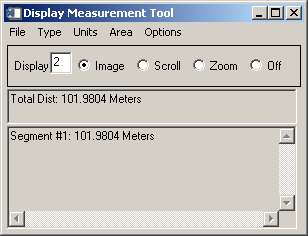 Display Measurement Tool
File Type Units Area Options
Display 2 Image Scroll Zoom Off
Total Dist: 101.9804 Meters
Segment #1: 101.9804 Meters